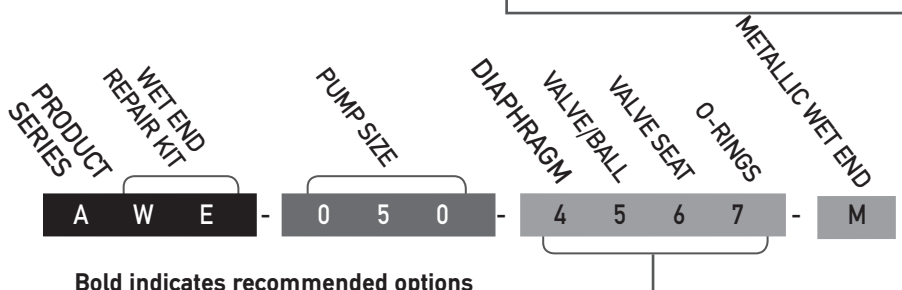 PRODUCT
SERIES
WET END
REPAIR KIT
PUMP SIZE
DIAPHRAGM
VALVE/BALL
VALVE SEAT
O-RINGS
METALLIC WET END
A W E - 0 5 0 - 4 5 6 7 - M
Bold indicates recommended options